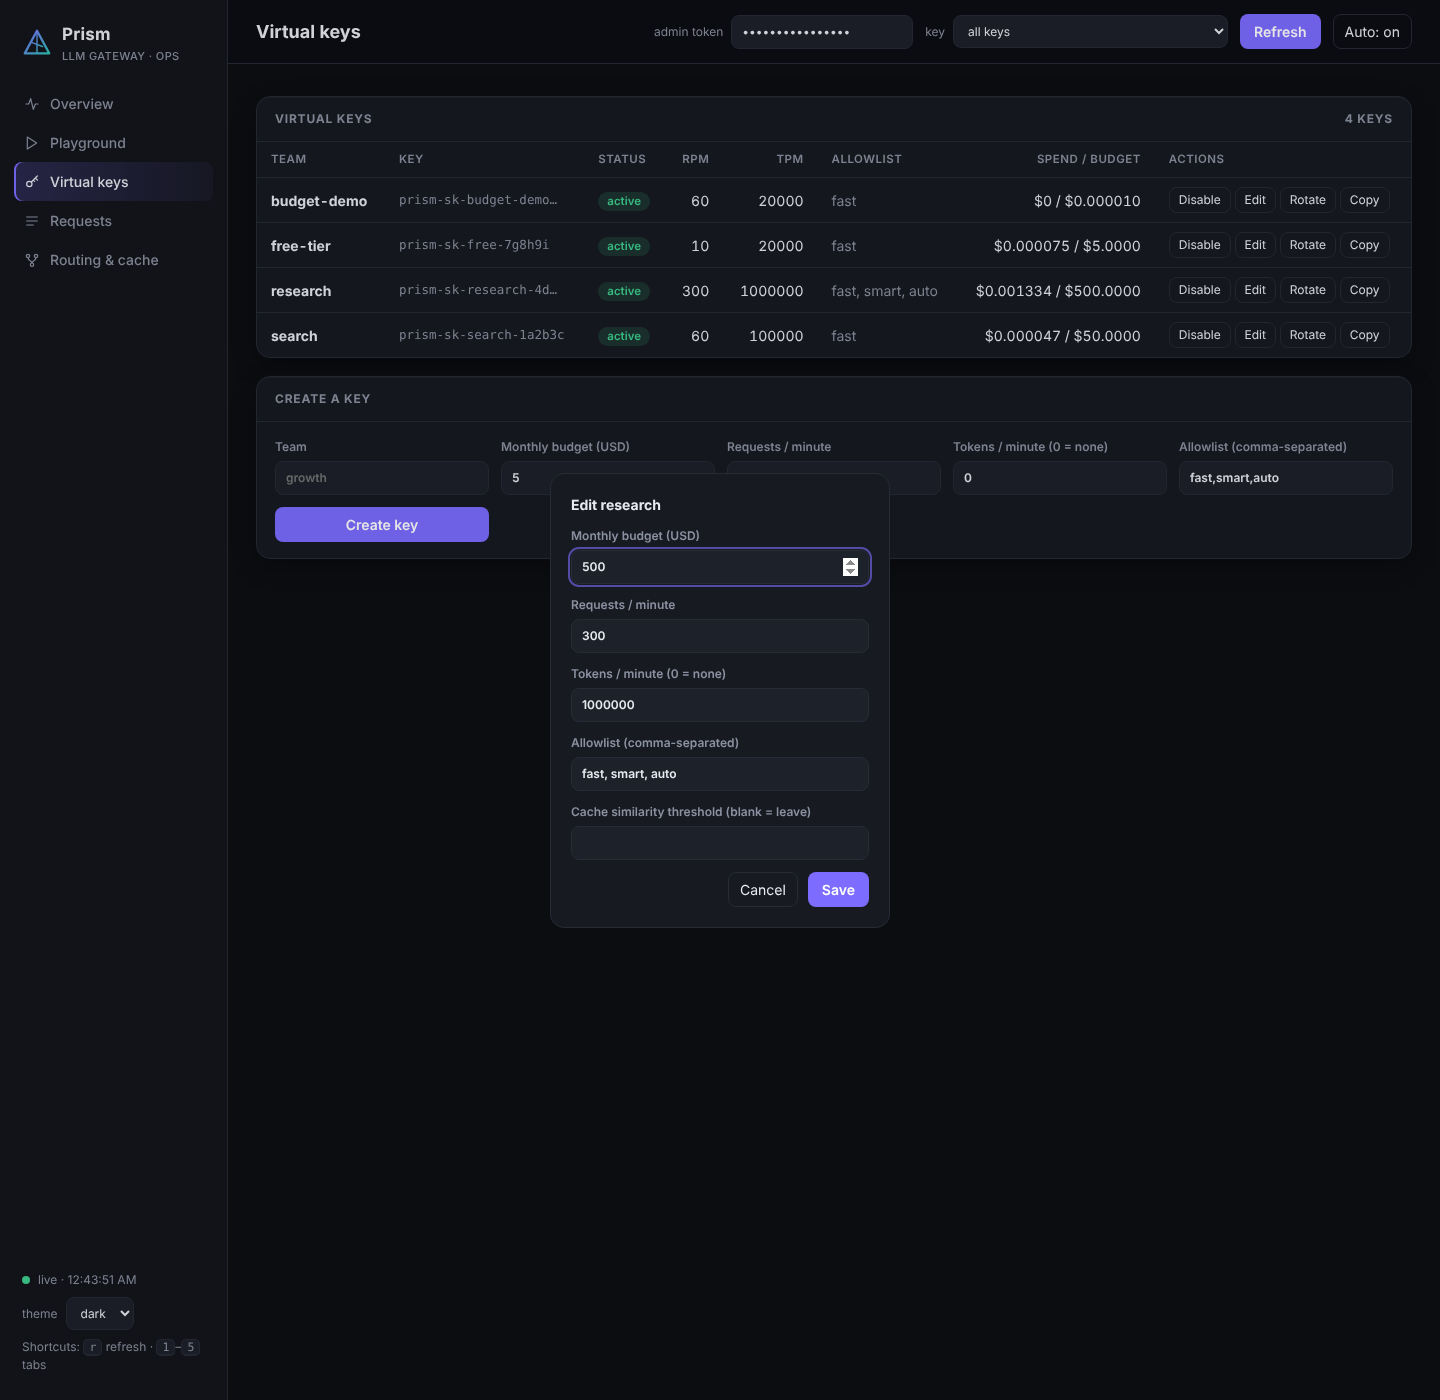 Prism
LLM GATEWAY · OPS
Overview
Playground
Virtual keys
Requests
Routing & cache
live · 12:43:51 AM
theme dark
Shortcuts: r refresh · 1–5
tabs
Virtual keys
admin token ••••••••••••••••
key all keys
Refresh
Auto: on
VIRTUAL KEYS 4 KEYS
TEAM KEY STATUS RPM TPM ALLOWLIST SPEND / BUDGET ACTIONS
budget-demo prism-sk-budget-demo… active 60 20000 fast $0 / $0.000010 Disable Edit Rotate Copy
free-tier prism-sk-free-7g8h9i active 10 20000 fast $0.000075 / $5.0000 Disable Edit Rotate Copy
research prism-sk-research-4d… active 300 1000000 fast, smart, auto $0.001334 / $500.0000 Disable Edit Rotate Copy
search prism-sk-search-1a2b3c active 60 100000 fast $0.000047 / $50.0000 Disable Edit Rotate Copy
CREATE A KEY
Team Monthly budget (USD) Requests / minute Tokens / minute (0 = none) Allowlist (comma-separated)
growth 5 0 fast,smart,auto
Create key
Edit research
Monthly budget (USD)
500
Requests / minute
300
Tokens / minute (0 = none)
1000000
Allowlist (comma-separated)
fast, smart, auto
Cache similarity threshold (blank = leave)
Cancel Save